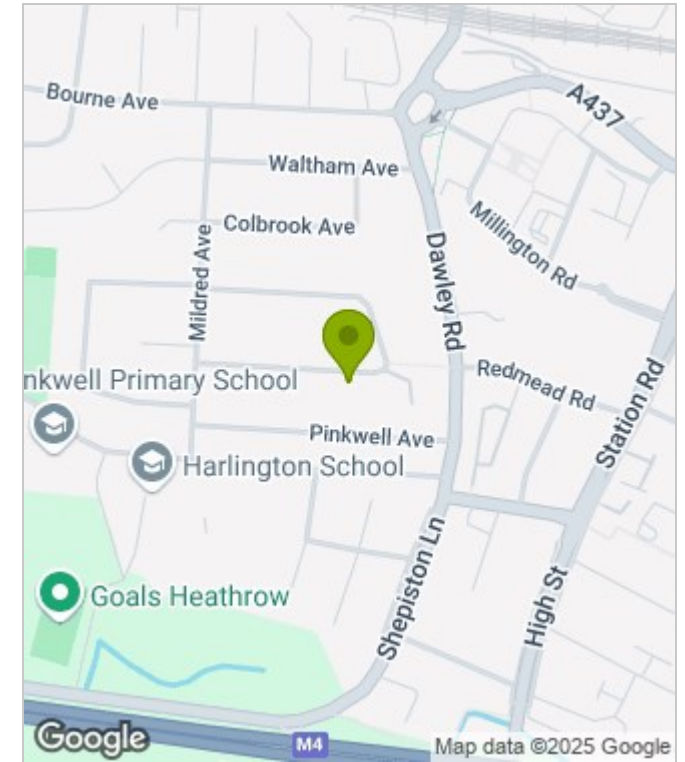 Bourne Ave
A437
Waltham Ave
Millington Rd
Colbrook Ave
Mildred Ave
Dawley Rd
nkwell Primary School
Redmead Rd
Station Rd
Pinkwell Ave
Harlington School
Shepiston Ln
High St
Goals Heathrow
Google
M4
Map data ©2025 Google